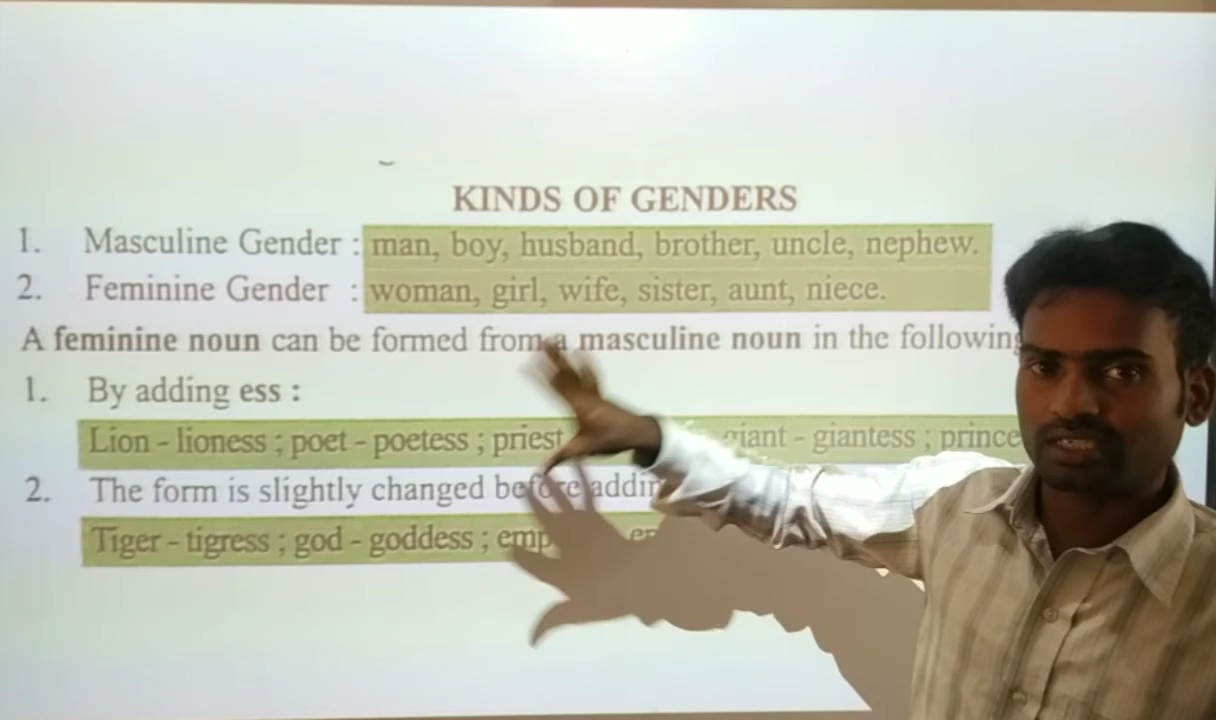 KINDS OF GENDERS
1. Masculine Gender : man, boy, husband, brother, uncle, nephew.
2. Feminine Gender : woman, girl, wife, sister, aunt, niece.
A feminine noun can be formed from a masculine noun in the following
1. By adding ess :
Lion - lioness ; poet - poetess ; priest giant - giantess ; prince
2. The form is slightly changed before
Tiger - tigress ; god - goddess ;